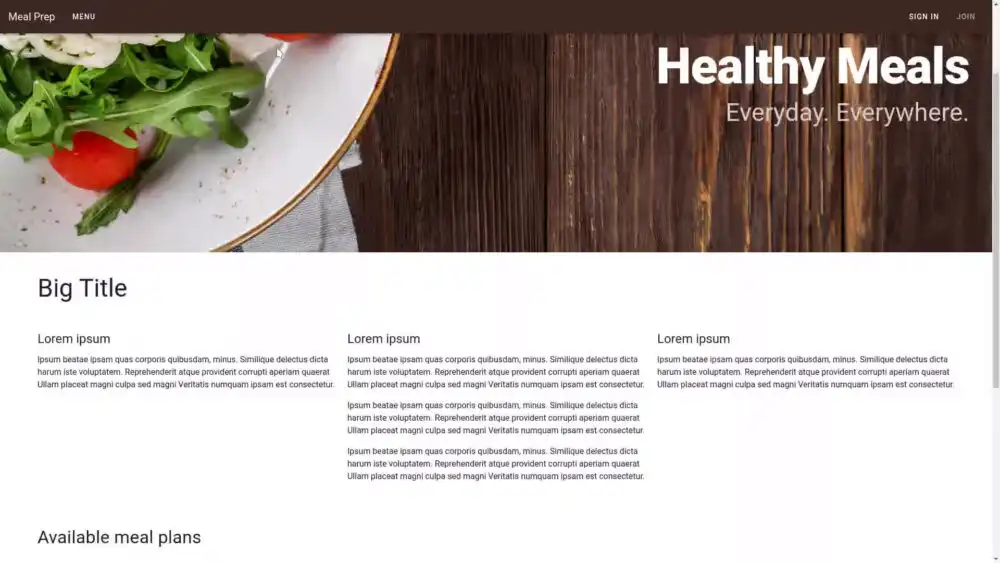 Meal Prep MENU SIGN IN JOIN
Healthy Meals
Everyday. Everywhere.
Big Title
Lorem ipsum
Ipsum beatae ipsam quas corporis quibusdam, minus. Similique delectus dicta
harum iste voluptatem. Reprehenderit atque provident corrupti aperiam quaerat
Ullam placeat magni culpa sed magni Veritatis numquam ipsam est consectetur.
Lorem ipsum
Ipsum beatae ipsam quas corporis quibusdam, minus. Similique delectus dicta
harum iste voluptatem. Reprehenderit atque provident corrupti aperiam quaerat
Ullam placeat magni culpa sed magni Veritatis numquam ipsam est consectetur.
Ipsum beatae ipsam quas corporis quibusdam, minus. Similique delectus dicta
harum iste voluptatem. Reprehenderit atque provident corrupti aperiam quaerat
Ullam placeat magni culpa sed magni Veritatis numquam ipsam est consectetur.
Ipsum beatae ipsam quas corporis quibusdam, minus. Similique delectus dicta
harum iste voluptatem. Reprehenderit atque provident corrupti aperiam quaerat
Ullam placeat magni culpa sed magni Veritatis numquam ipsam est consectetur.
Lorem ipsum
Ipsum beatae ipsam quas corporis quibusdam, minus. Similique delectus dicta
harum iste voluptatem. Reprehenderit atque provident corrupti aperiam quaerat
Ullam placeat magni culpa sed magni Veritatis numquam ipsam est consectetur.
Available meal plans